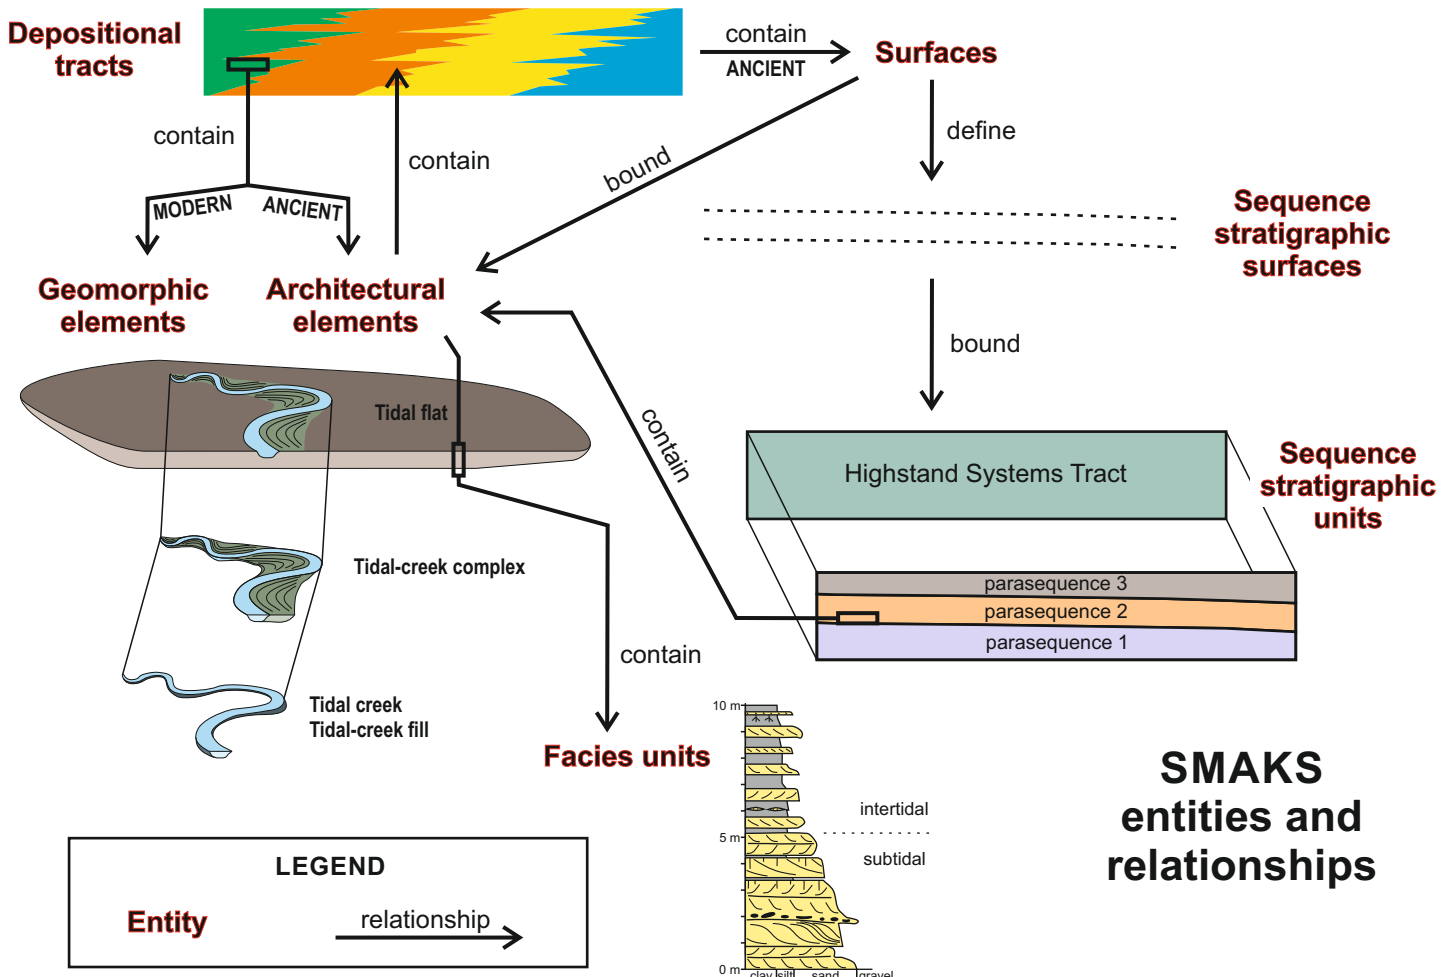 Depositional
tracts
contain
ANCIENT
Surfaces
contain
contain
bound
define
MODERN
ANCIENT
Sequence
stratigraphic
surfaces
Geomorphic
elements
Architectural
elements
bound
Tidal flat
contain
Highstand Systems Tract
Sequence
stratigraphic
units
Tidal-creek complex
parasequence 3
parasequence 2
parasequence 1
contain
Tidal creek
Tidal-creek fill
Facies units
10 m
intertidal
5 m
subtidal
0 m
clay silt sand gravel
SMAKS
entities and
relationships
LEGEND
Entity
relationship